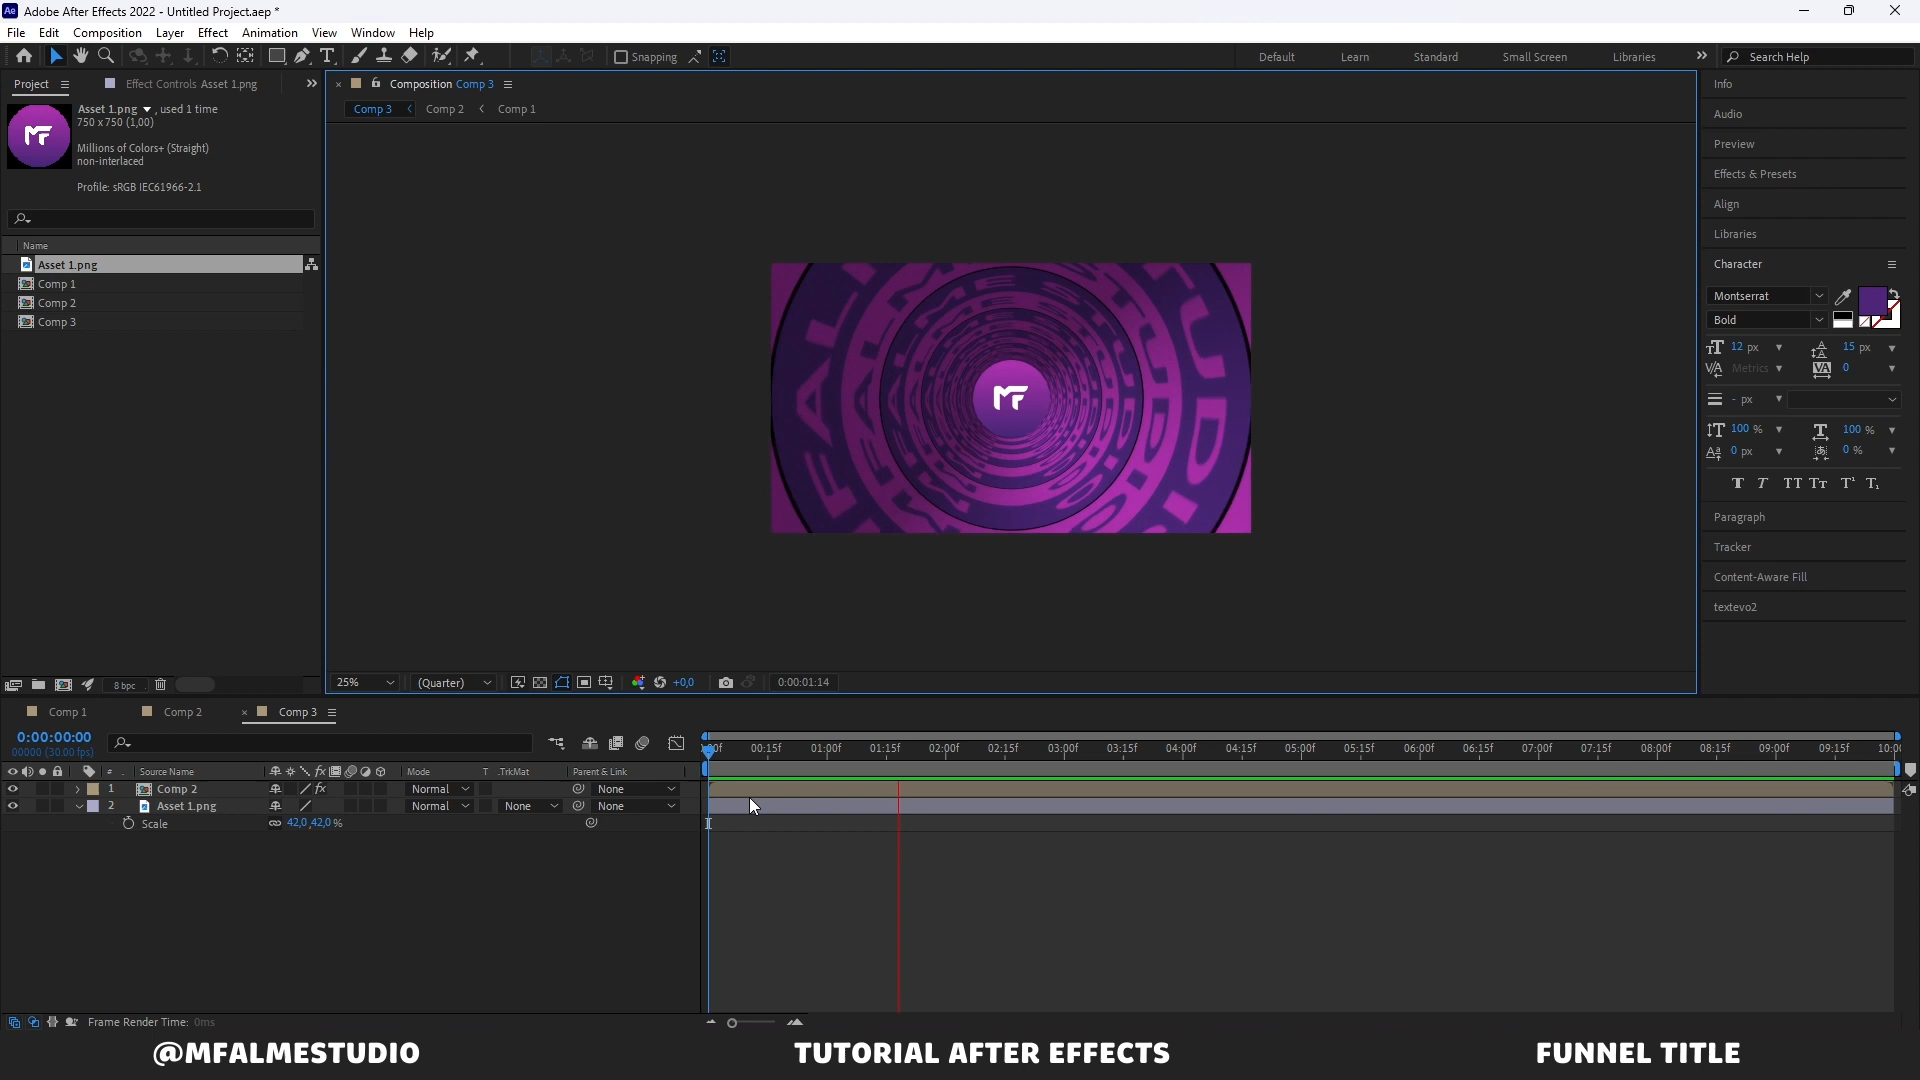 Ae Adobe After Effects 2022 - Untitled Project.aep *
File Edit Composition Layer Effect Animation View Window Help
Snapping
Default Learn Standard Small Screen Libraries Search Help
Project Effect Controls Asset 1.png
Asset 1.png , used 1 time
750 x 750 (1,00)
Millions of Colors+ (Straight)
non-interlaced
Profile: sRGB IEC61966-2.1
MF
Name
Asset 1.png
Comp 1
Comp 2
Comp 3
8 bpc
Composition Comp 3
Comp 3 Comp 2 Comp 1
MF
25% (Quarter) +0,0 0:00:01:14
Info
Audio
Preview
Effects & Presets
Align
Libraries
Character
Montserrat
Bold
12 px 15 px
Metrics 0
- px
100 % 100 %
0 px 0 %
Paragraph
Tracker
Content-Aware Fill
textevo2
Comp 1 Comp 2 Comp 3
0:00:00:00
00000 (30.00 fps)
00:15f 01:00f 01:15f 02:00f 02:15f 03:00f 03:15f 04:00f 04:15f 05:00f 05:15f 06:00f 06:15f 07:00f 07:15f 08:00f 08:15f 09:00f 09:15f
# Source Name Mode T .TrkMat Parent & Link
1 Comp 2 Normal None
2 Asset 1.png Normal None None
Scale 42,0,42,0 %
Frame Render Time: 0ms
@MFALMESTUDIO TUTORIAL AFTER EFFECTS FUNNEL TITLE